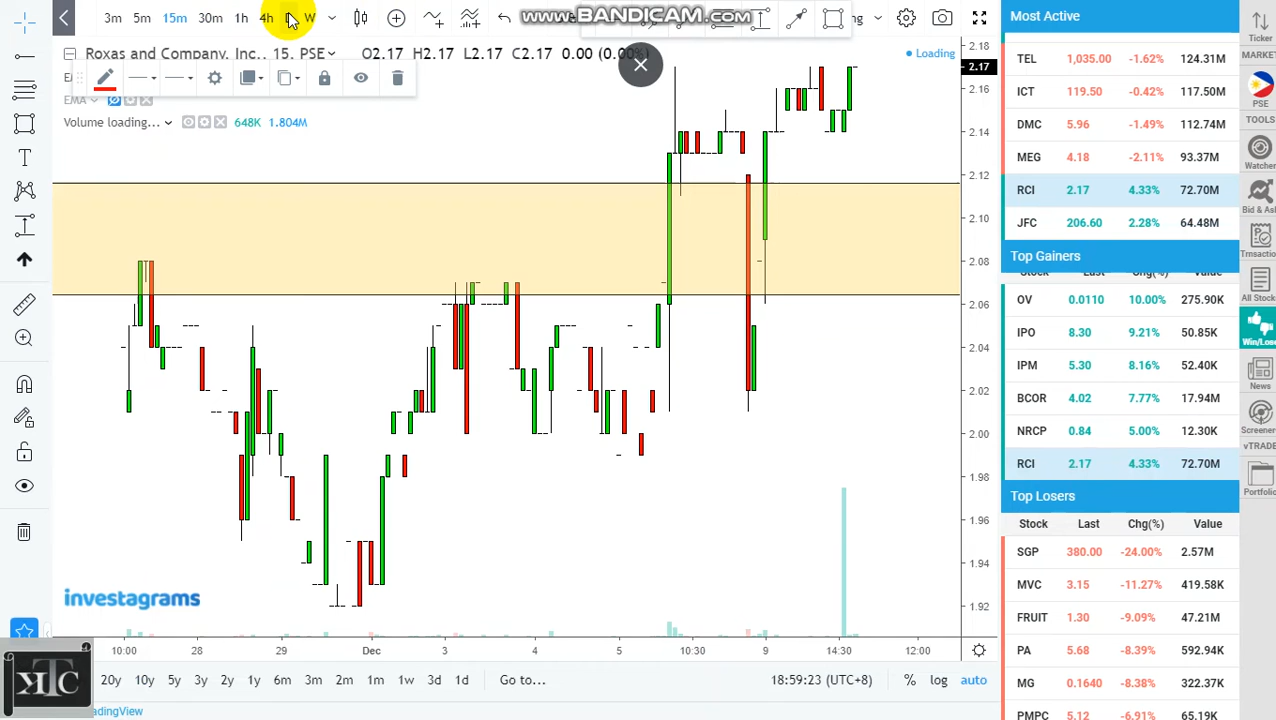 3m 5m 15m 30m 1h 4h W
www.BANDICAM.com
Roxas and Company, Inc., 15, PSE O2.17 H2.17 L2.17 C2.17 0.00 (0.00%)
Loading
EMA
Volume loading... 648K 1.804M
2.18
2.17
2.16
2.14
2.12
2.10
2.08
2.06
2.04
2.02
2.00
1.98
1.96
1.94
1.92
investagrams
10:00 28 29 Dec 3 4 5 10:30 9 14:30 12:00
20y 10y 5y 3y 2y 1y 6m 3m 2m 1m 1w 3d 1d Go to... 18:59:23 (UTC+8) % log auto
KTC
Most Active
TEL 1,035.00 -1.62% 124.31M
ICT 119.50 -0.42% 117.50M
DMC 5.96 -1.49% 112.74M
MEG 4.18 -2.11% 93.37M
RCI 2.17 4.33% 72.70M
JFC 206.60 2.28% 64.48M
Top Gainers
Stock Last Chg(%) Value
OV 0.0110 10.00% 275.90K
IPO 8.30 9.21% 50.85K
IPM 5.30 8.16% 52.40K
BCOR 4.02 7.77% 17.94M
NRCP 0.84 5.00% 12.30K
RCI 2.17 4.33% 72.70M
Top Losers
Stock Last Chg(%) Value
SGP 380.00 -24.00% 2.57M
MVC 3.15 -11.27% 419.58K
FRUIT 1.30 -9.09% 47.21M
PA 5.68 -8.39% 592.94K
MG 0.1640 -8.38% 322.37K
PMPC 5.12 -6.91% 65.19K
Ticker
MARKE
PSE
TOOLS
Watcher
Bid & As
Trnsactio
All Stock
Win/Lose
News
Screener
vTRADE
Portfolio